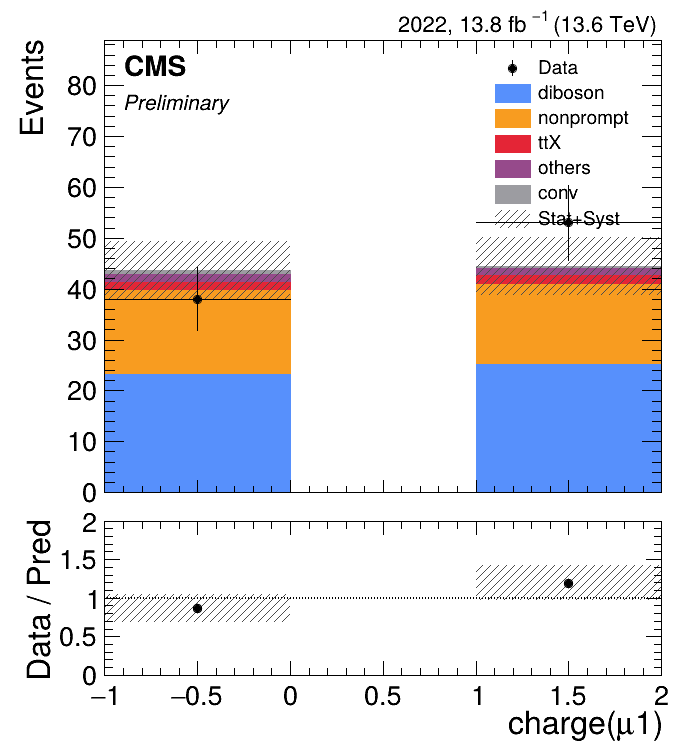 2022, 13.8 fb⁻¹ (13.6 TeV)
CMS
Preliminary
Data
diboson
nonprompt
ttX
others
conv
Stat+Syst
Events
80
70
60
50
40
30
20
10
0
Data / Pred
2
1.5
1
0.5
0
−1 −0.5 0 0.5 1 1.5 2
charge(μ1)